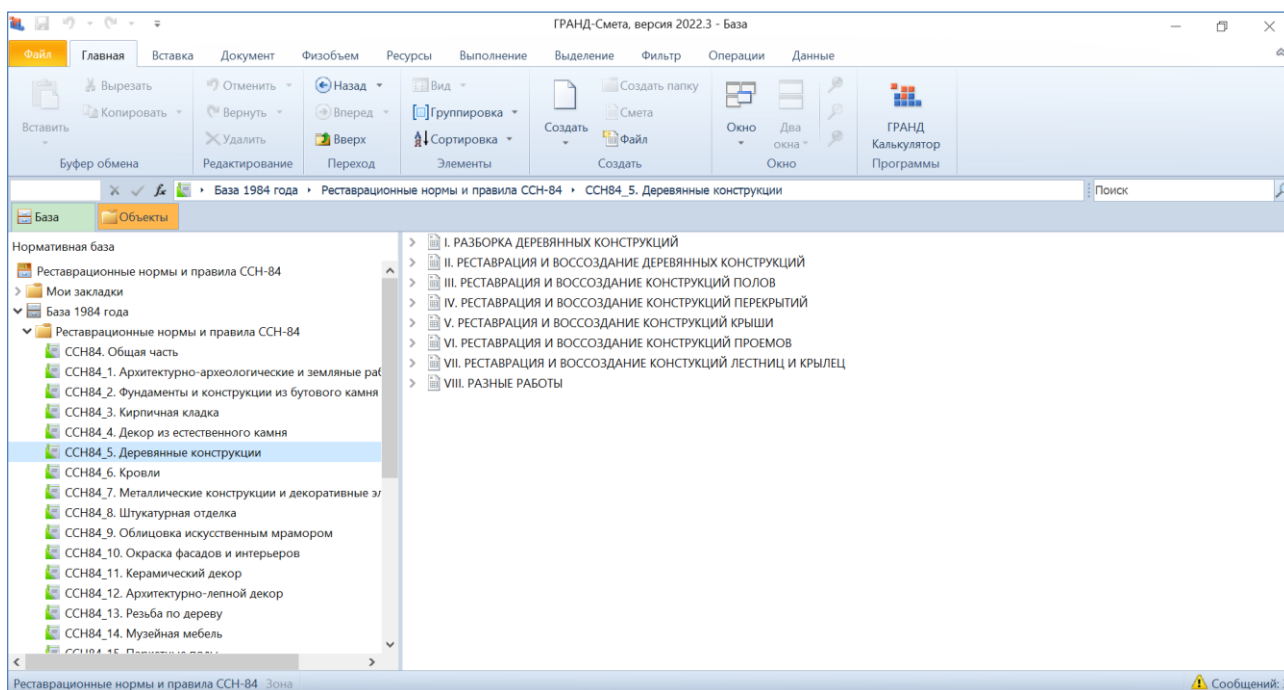 ГРАНД-Смета, версия 2022.3 - База
Файл Главная Вставка Документ Физобъем Ресурсы Выполнение Выделение Фильтр Операции Данные
Вставить
Вырезать
Копировать
Буфер обмена
Отменить
Вернуть
Удалить
Редактирование
Назад
Вперед
Вверх
Переход
Вид
Группировка
Сортировка
Элементы
Создать
Создать папку
Смета
Файл
Создать
Окно
Два окна
Окно
ГРАНД Калькулятор
Программы
База 1984 года Реставрационные нормы и правила ССН-84 ССН84_5. Деревянные конструкции
Поиск
База Объекты
Нормативная база
Реставрационные нормы и правила ССН-84
Мои закладки
База 1984 года
Реставрационные нормы и правила ССН-84
ССН84. Общая часть
ССН84_1. Архитектурно-археологические и земляные раб
ССН84_2. Фундаменты и конструкции из бутового камня
ССН84_3. Кирпичная кладка
ССН84_4. Декор из естественного камня
ССН84_5. Деревянные конструкции
ССН84_6. Кровли
ССН84_7. Металлические конструкции и декоративные эл
ССН84_8. Штукатурная отделка
ССН84_9. Облицовка искусственным мрамором
ССН84_10. Окраска фасадов и интерьеров
ССН84_11. Керамический декор
ССН84_12. Архитектурно-лепной декор
ССН84_13. Резьба по дереву
ССН84_14. Музейная мебель
I. РАЗБОРКА ДЕРЕВЯННЫХ КОНСТРУКЦИЙ
II. РЕСТАВРАЦИЯ И ВОССОЗДАНИЕ ДЕРЕВЯННЫХ КОНСТРУКЦИЙ
III. РЕСТАВРАЦИЯ И ВОССОЗДАНИЕ КОНСТРУКЦИЙ ПОЛОВ
IV. РЕСТАВРАЦИЯ И ВОССОЗДАНИЕ КОНСТРУКЦИЙ ПЕРЕКРЫТИЙ
V. РЕСТАВРАЦИЯ И ВОССОЗДАНИЕ КОНСТРУКЦИЙ КРЫШИ
VI. РЕСТАВРАЦИЯ И ВОССОЗДАНИЕ КОНСТРУКЦИЙ ПРОЕМОВ
VII. РЕСТАВРАЦИЯ И ВОССОЗДАНИЕ КОНСТУКЦИЙ ЛЕСТНИЦ И КРЫЛЕЦ
VIII. РАЗНЫЕ РАБОТЫ
Реставрационные нормы и правила ССН-84 Зона
Сообщений: